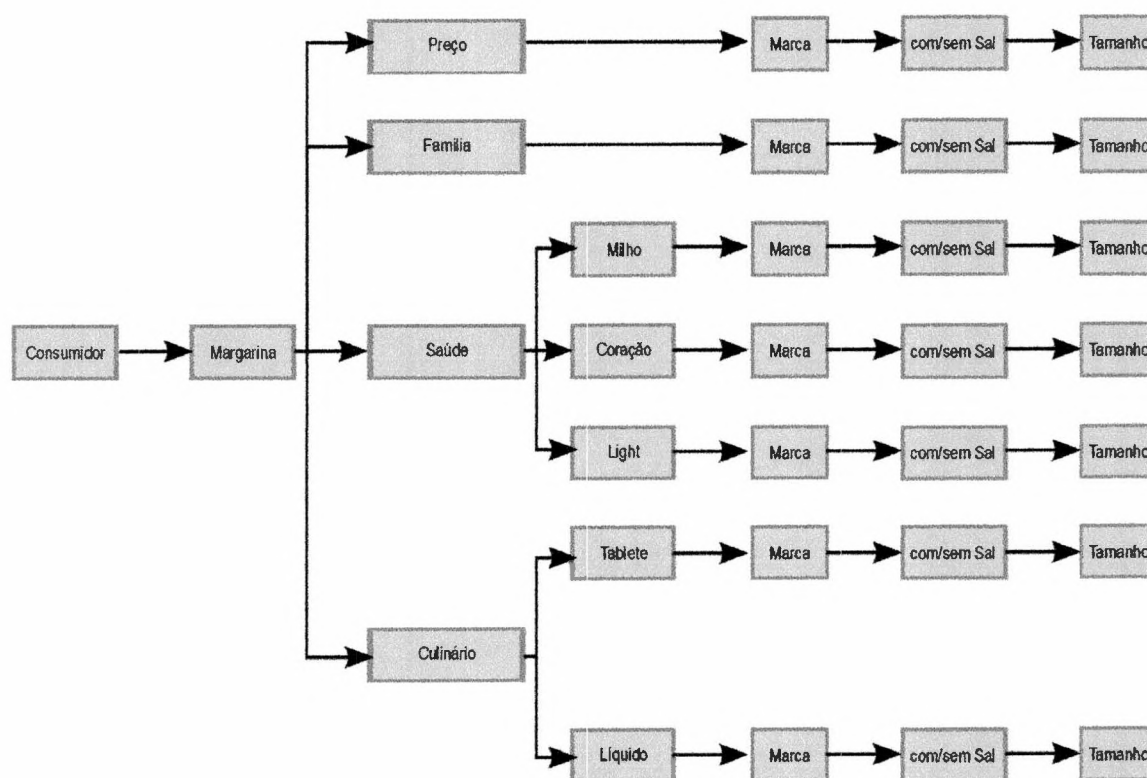 Preço
Marca
com/sem Sal
Tamanho
Família
Marca
com/sem Sal
Tamanho
Milho
Marca
com/sem Sal
Tamanho
Consumidor
Margarina
Saúde
Coração
Marca
com/sem Sal
Tamanho
Light
Marca
com/sem Sal
Tamanho
Tablete
Marca
com/sem Sal
Tamanho
Culinário
Líquido
Marca
com/sem Sal
Tamanho